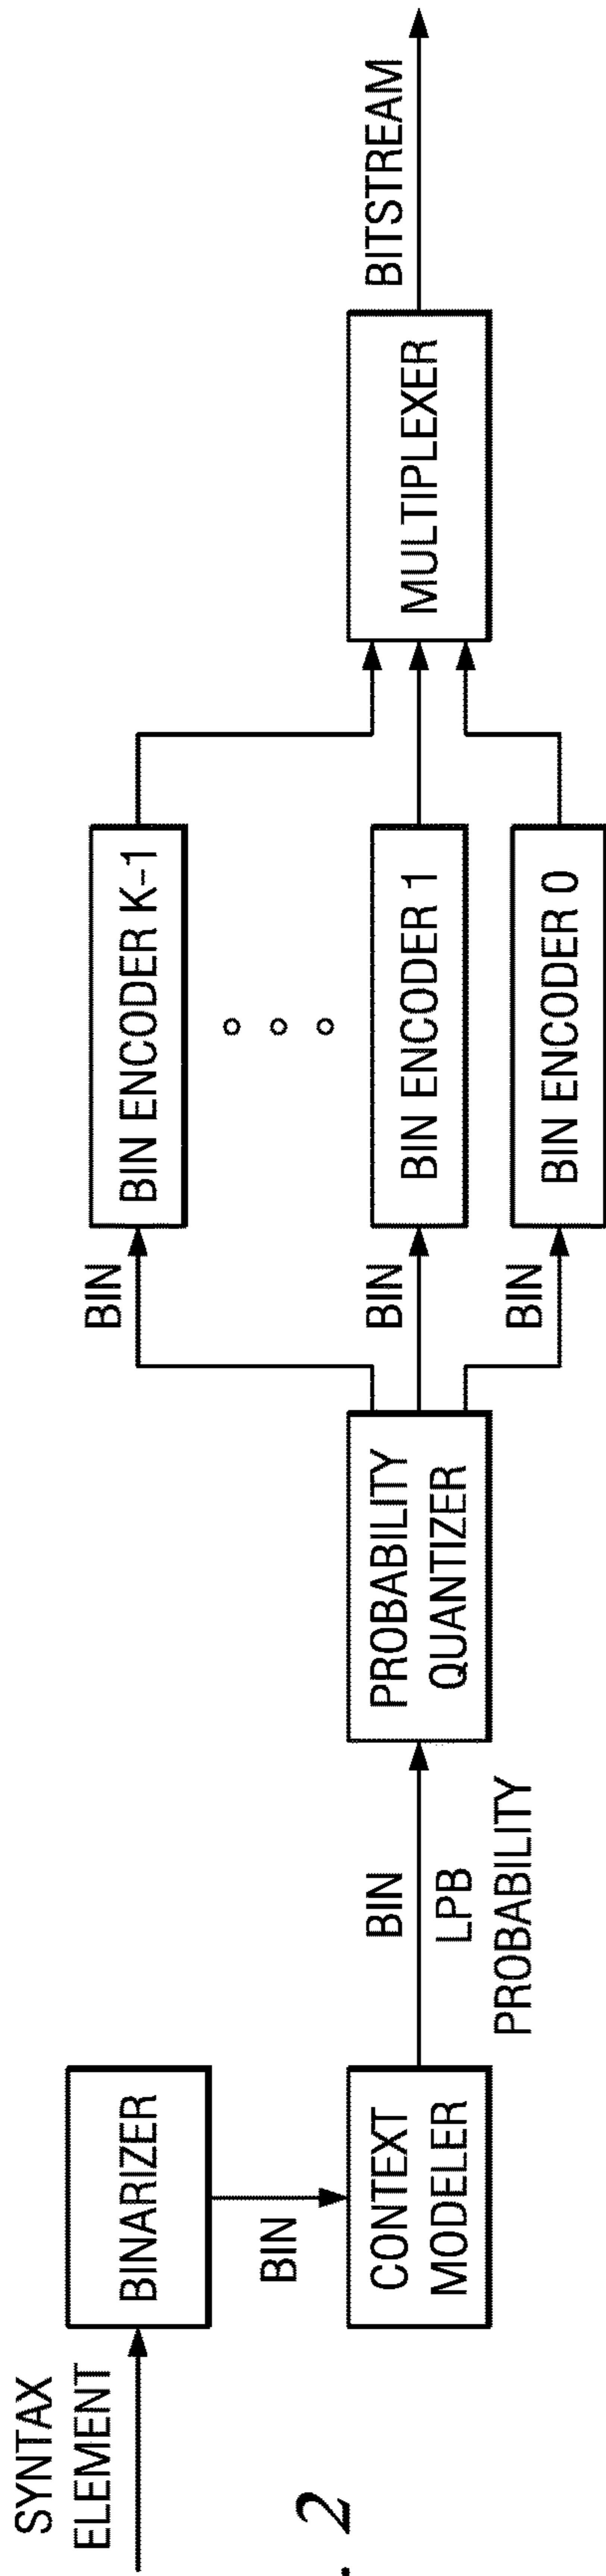 SYNTAX
ELEMENT
BINARIZER
BIN
CONTEXT
MODELER
BIN
LPB
PROBABILITY
PROBABILITY
QUANTIZER
BIN
BIN
BIN
BIN ENCODER K-1
BIN ENCODER 1
BIN ENCODER 0
MULTIPLEXER
BITSTREAM
. 2